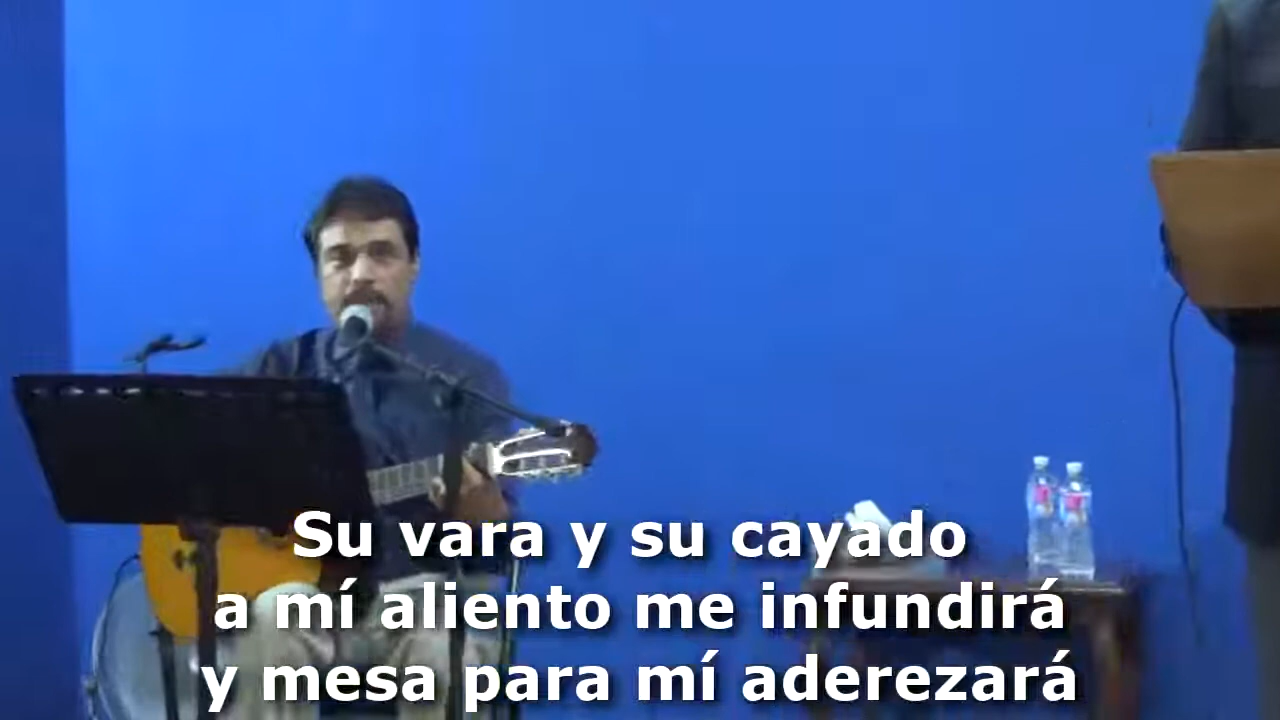 Su vara y su cayado
a mí aliento me infundirá
y mesa para mí aderezará